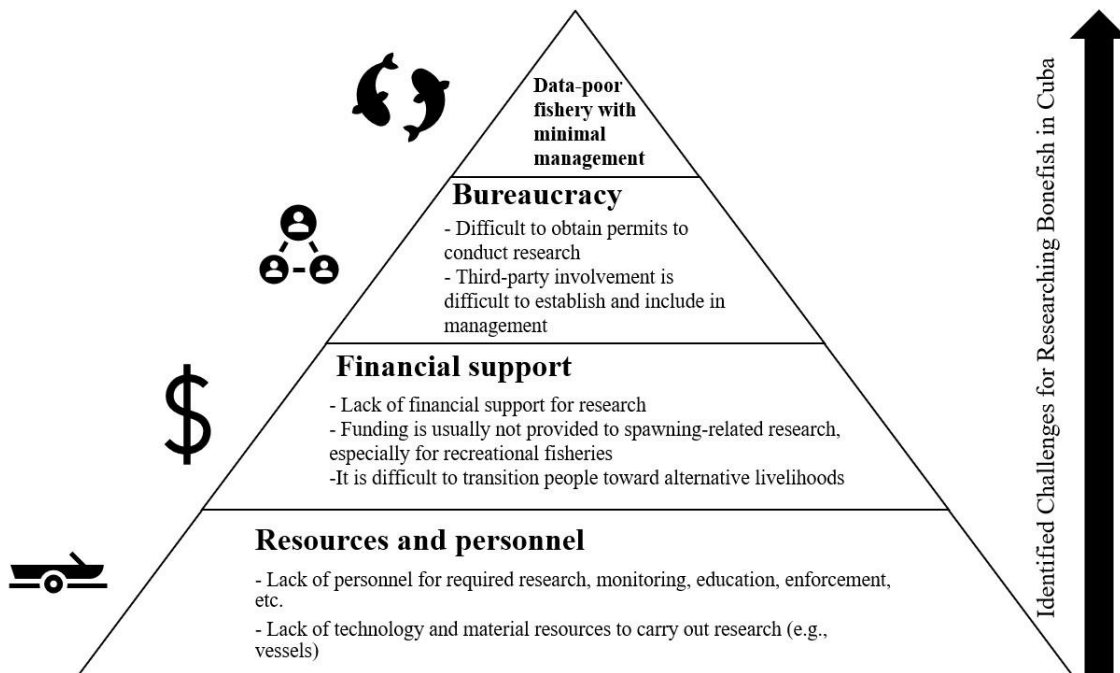 Data-poor
fishery with
minimal
management
Bureaucracy
- Difficult to obtain permits to
conduct research
- Third-party involvement is
difficult to establish and include in
management
Financial support
- Lack of financial support for research
- Funding is usually not provided to spawning-related research,
especially for recreational fisheries
-It is difficult to transition people toward alternative livelihoods
Resources and personnel
- Lack of personnel for required research, monitoring, education, enforcement,
etc.
- Lack of technology and material resources to carry out research (e.g.,
vessels)
Identified Challenges for Researching Bonefish in Cuba